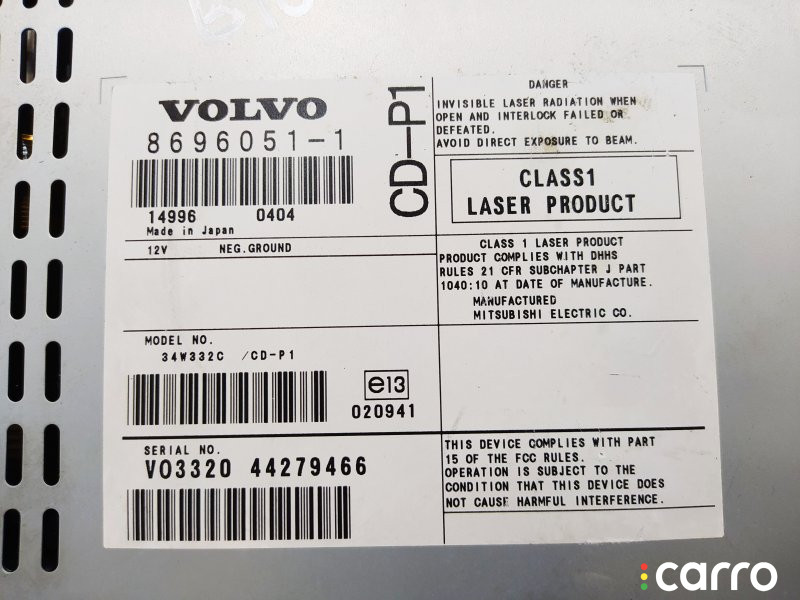 VOLVO
8696051-1
14996 0404
Made in Japan
12V NEG.GROUND
CD-P1
DANGER
INVISIBLE LASER RADIATION WHEN
OPEN AND INTERLOCK FAILED OR
DEFEATED.
AVOID DIRECT EXPOSURE TO BEAM.
CLASS1
LASER PRODUCT
CLASS 1 LASER PRODUCT
PRODUCT COMPLIES WITH DHHS
RULES 21 CFR SUBCHAPTER J PART
1040:10 AT DATE OF MANUFACTURE.
MANUFACTURED
MITSUBISHI ELECTRIC CO.
MODEL NO.
34W332C /CD-P1
e13
020941
SERIAL NO.
VO3320 44279466
THIS DEVICE COMPLIES WITH PART
15 OF THE FCC RULES.
OPERATION IS SUBJECT TO THE
CONDITION THAT THIS DEVICE DOES
NOT CAUSE HARMFUL INTERFERENCE.
carro